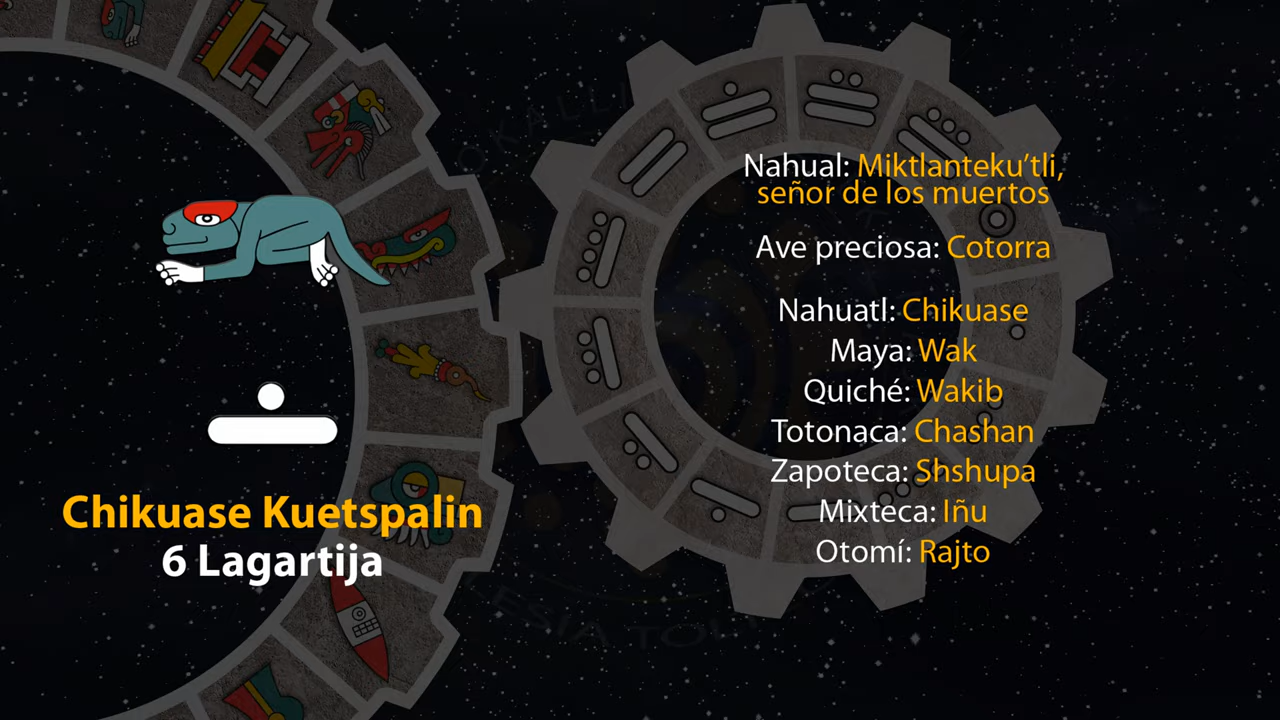 Chikuase Kuetspalin
6 Lagartija
Nahual: Miktlanteku’tli,
señor de los muertos
Ave preciosa: Cotorra
Nahuatl: Chikuase
Maya: Wak
Quiché: Wakib
Totonaca: Chashan
Zapoteca: Shshupa
Mixteca: Iñu
Otomí: Rajto